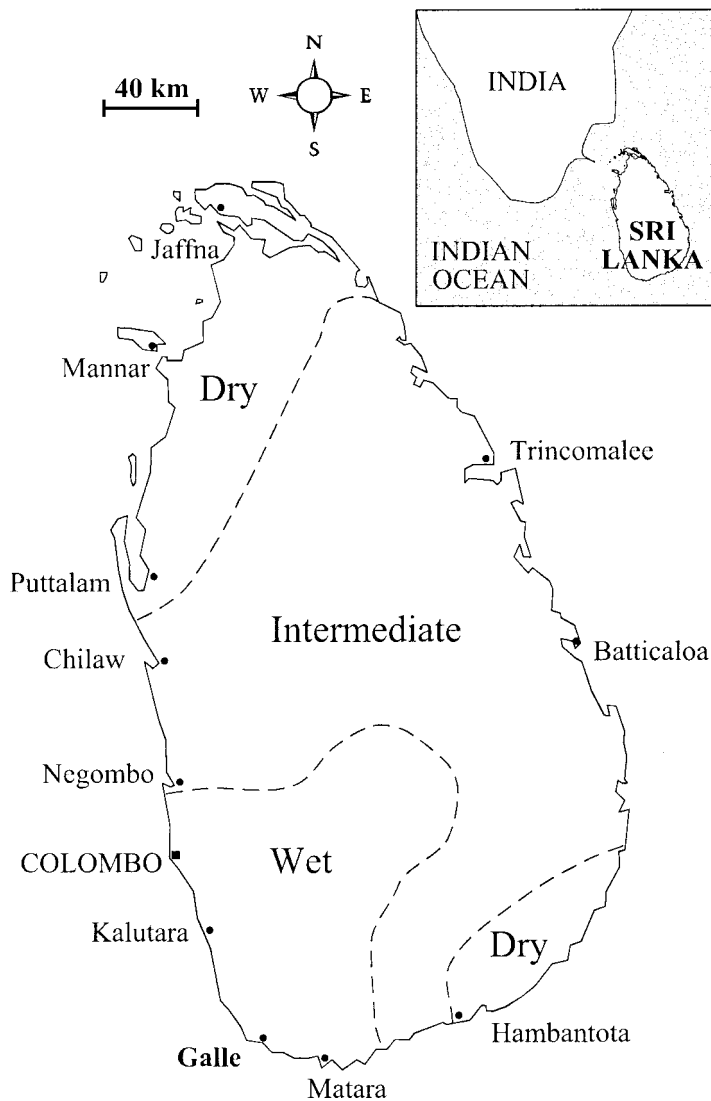 N
40 km
W
E
S
INDIA
SRI
LANKA
INDIAN
OCEAN
Jaffna
Mannar
Dry
Trincomalee
Puttalam
Intermediate
Chilaw
Batticaloa
Negombo
Wet
COLOMBO
Kalutara
Dry
Hambantota
Galle
Matara